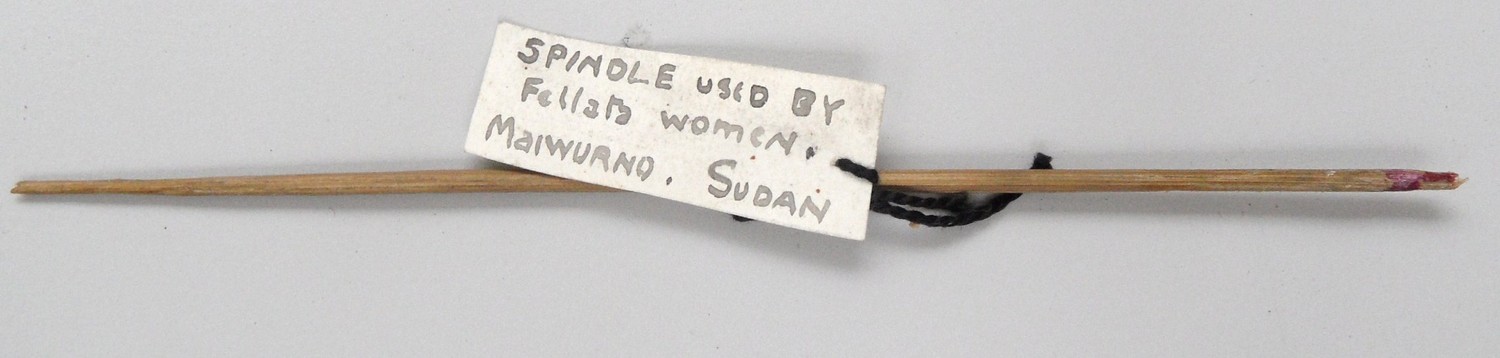 SPINDLE USED BY
Fellata women.
MAIWURNO. SUDAN